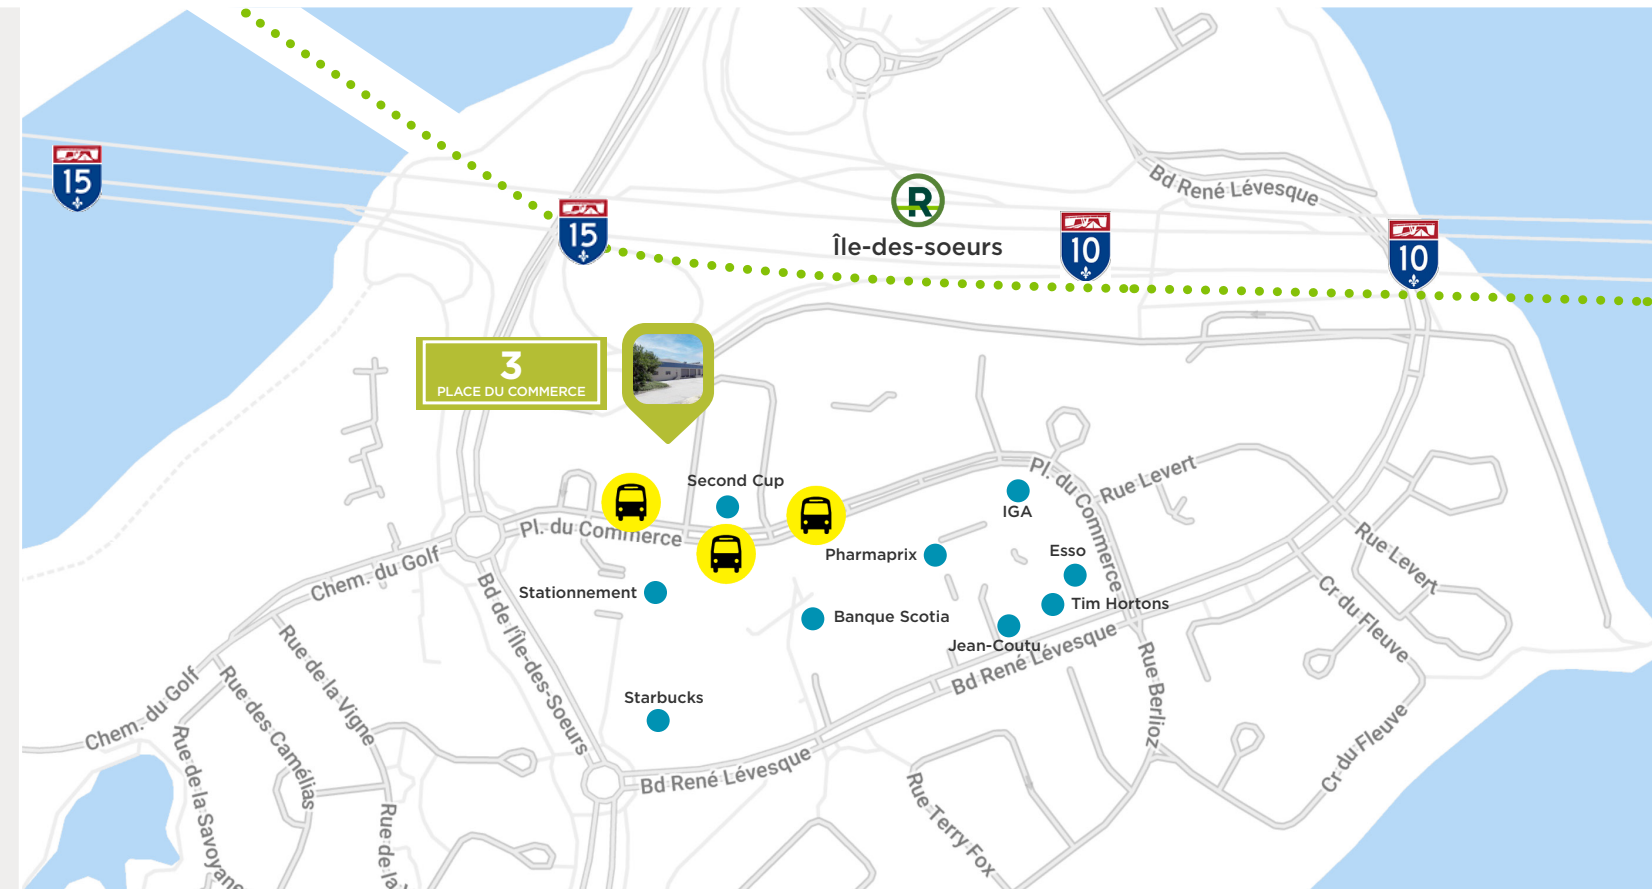 15
15
R
Île-des-soeurs
10
10
Bd René Lévesque
3
PLACE DU COMMERCE
Second Cup
Pl. du Commerce
Pl. du Commerce
Rue Levert
Rue Levert
IGA
Pharmaprix
Esso
Chem. du Golf
Stationnement
Tim Hortons
Banque Scotia
Jean-Coutu
Bd René Lévesque
Cr du Fleuve
Bd de l'Île-des-Soeurs
Rue de la Vigne
Rue des Camélias
Chem. du Golf
Starbucks
Rue Berlioz
Cr du Fleuve
Rue de la Savoyane
Bd René Lévesque
Rue Terry Fox
Rue de la